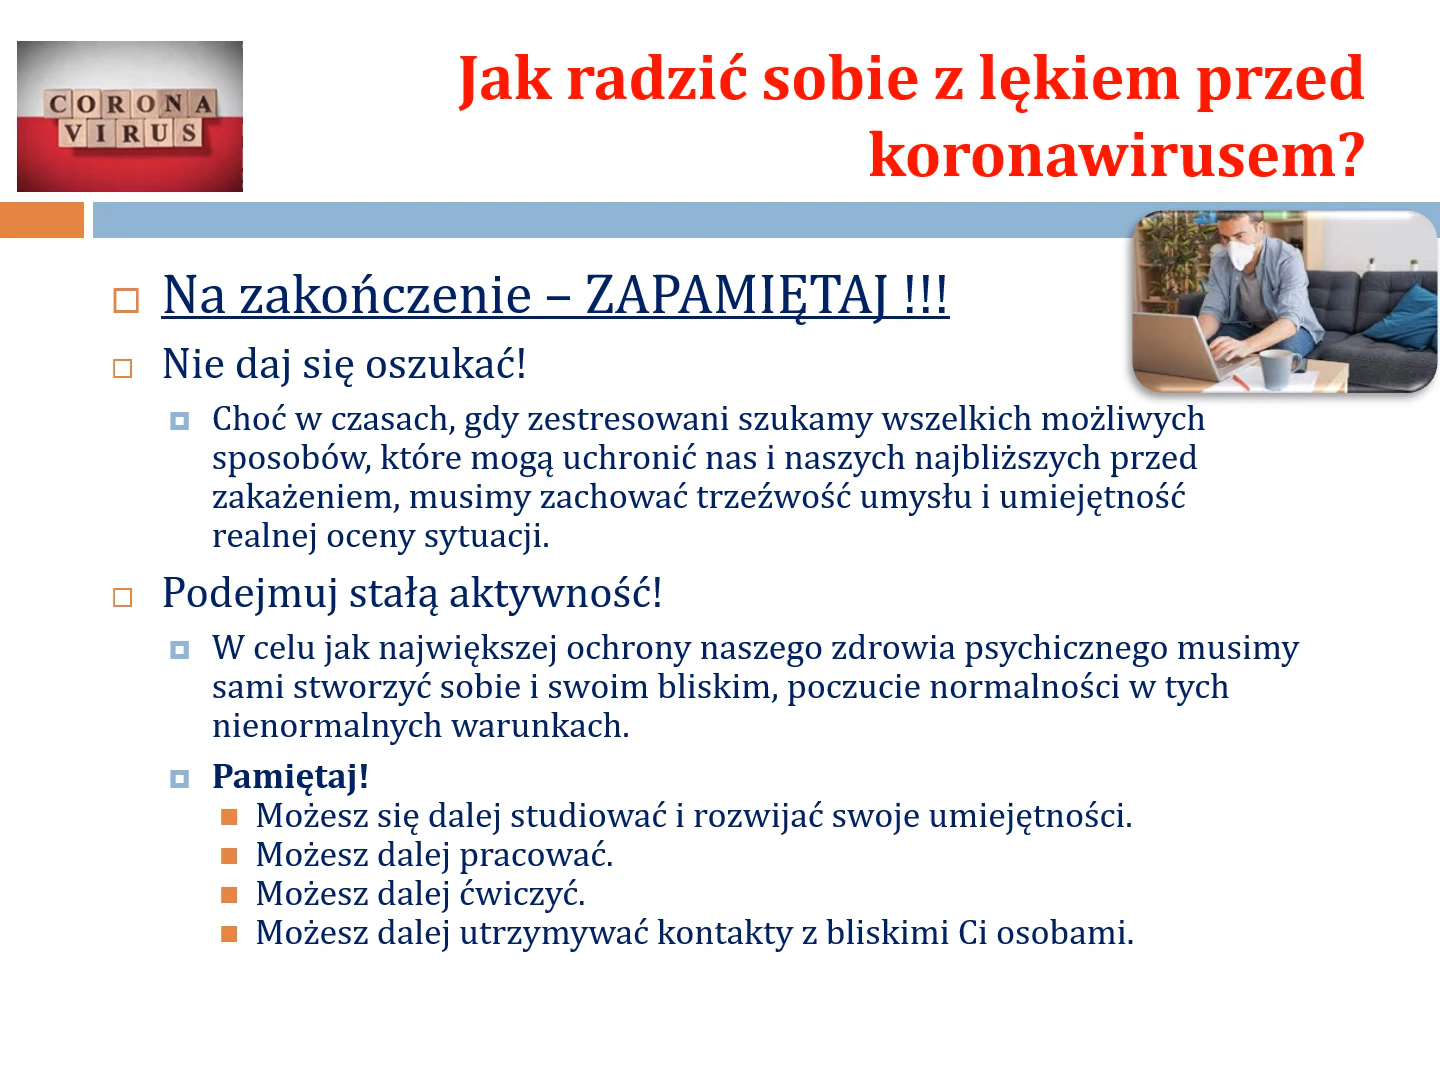 CORONA
VIRUS
Jak radzić sobie z lękiem przed
koronawirusem?
Na zakończenie – ZAPAMIĘTAJ !!!
Nie daj się oszukać!
Choć w czasach, gdy zestresowani szukamy wszelkich możliwych
sposobów, które mogą uchronić nas i naszych najbliższych przed
zakażeniem, musimy zachować trzeźwość umysłu i umiejętność
realnej oceny sytuacji.
Podejmuj stałą aktywność!
W celu jak największej ochrony naszego zdrowia psychicznego musimy
sami stworzyć sobie i swoim bliskim, poczucie normalności w tych
nienormalnych warunkach.
Pamiętaj!
Możesz się dalej studiować i rozwijać swoje umiejętności.
Możesz dalej pracować.
Możesz dalej ćwiczyć.
Możesz dalej utrzymywać kontakty z bliskimi Ci osobami.